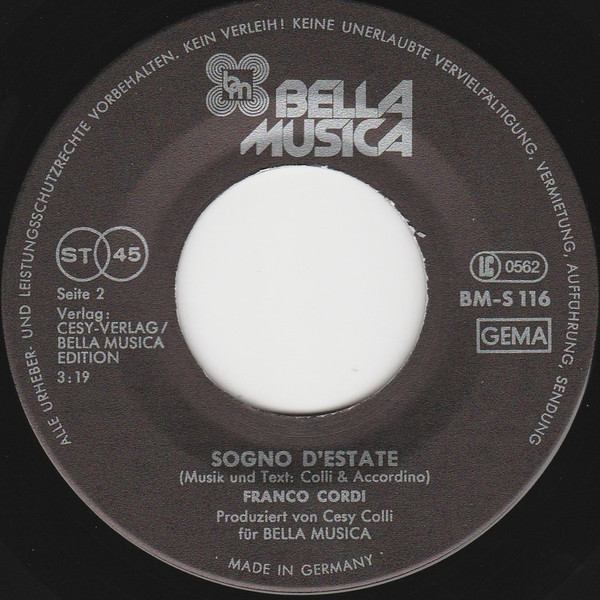 ALLE URHEBER- UND LEISTUNGSSCHUTZRECHTE VORBEHALTEN. KEIN VERLEIH! KEINE UNERLAUBTE VERVIELFÄLTIGUNG, VERMIETUNG, AUFFÜHRUNG, SENDUNG
bm
BELLA
MUSICA
ST 45
LC 0562
Seite 2
BM-S 116
Verlag:
CESY-VERLAG/
BELLA MUSICA
EDITION
GEMA
3:19
SOGNO D'ESTATE
(Musik und Text: Colli & Accordino)
FRANCO CORDI
Produziert von Cesy Colli
für BELLA MUSICA
MADE IN GERMANY